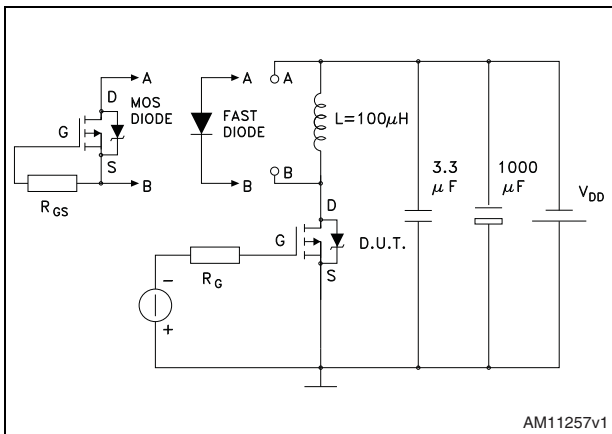 A
D
MOS
DIODE
G
S
B
R_GS
A
FAST
DIODE
B
A
L=100μH
B
D
G
D.U.T.
S
R_G
-
+
3.3
μF
1000
μF
V_DD
AM11257v1